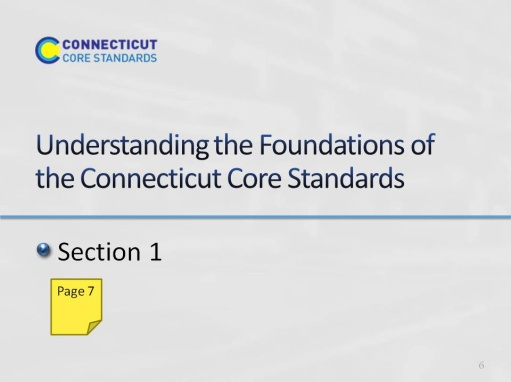 CONNECTICUT
CORE STANDARDS
Understanding the Foundations of
the Connecticut Core Standards
Section 1
Page 7
6